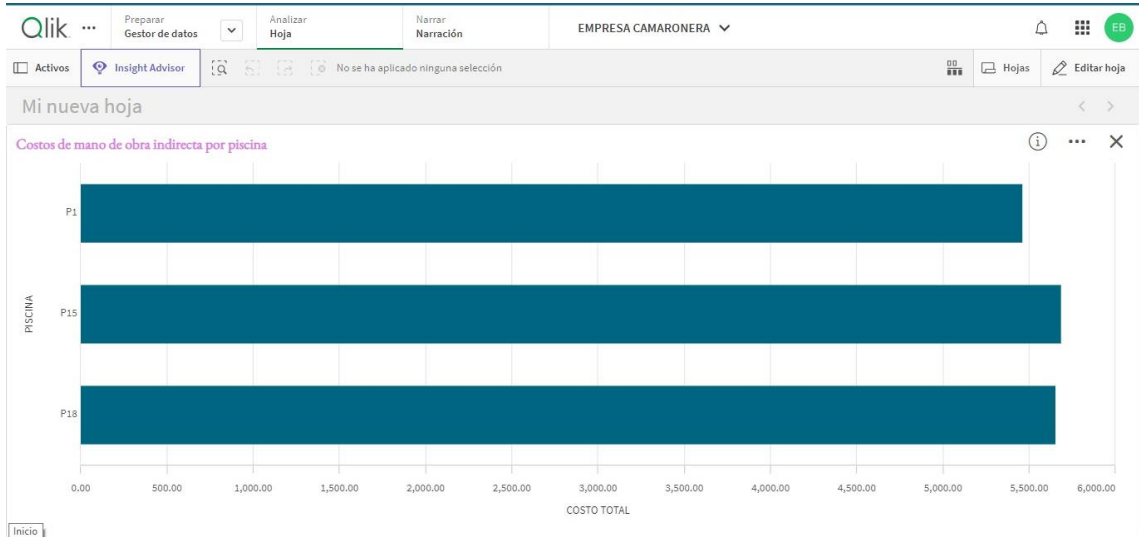 Qlik ... Preparar Analizar Narrar
Gestor de datos Hoja Narración EMPRESA CAMARONERA EB
Activos Insight Advisor No se ha aplicado ninguna selección Hojas Editar hoja
Mi nueva hoja
Costos de mano de obra indirecta por piscina
P1
PISCINA
P15
P18
0.00 500.00 1,000.00 1,500.00 2,000.00 2,500.00 3,000.00 3,500.00 4,000.00 4,500.00 5,000.00 5,500.00 6,000.00
COSTO TOTAL
Inicio